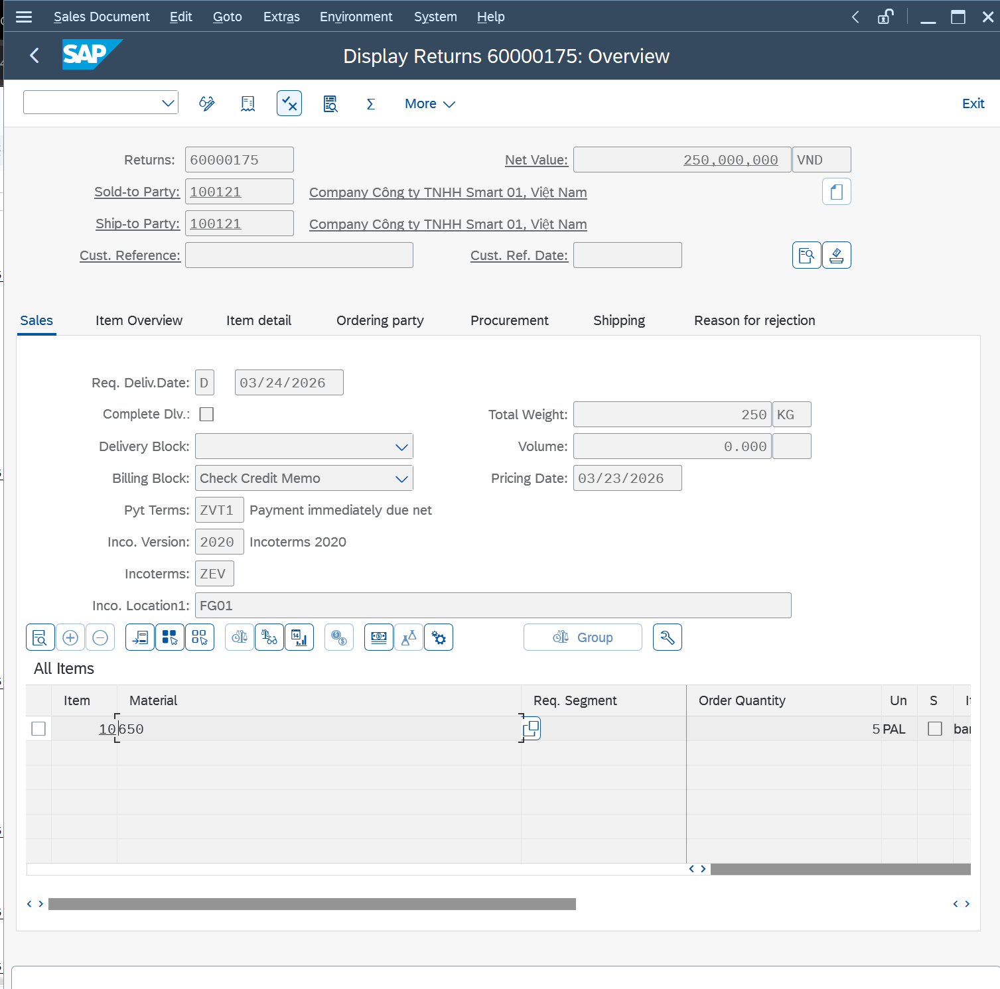 Sales Document Edit Goto Extras Environment System Help
SAP Display Returns 60000175: Overview
More Exit
Returns: 60000175 Net Value: 250,000,000 VND
Sold-to Party: 100121 Company Công ty TNHH Smart 01, Việt Nam
Ship-to Party: 100121 Company Công ty TNHH Smart 01, Việt Nam
Cust. Reference: Cust. Ref. Date:
Sales Item Overview Item detail Ordering party Procurement Shipping Reason for rejection
Req. Deliv.Date: D 03/24/2026
Complete Dlv.: Total Weight: 250 KG
Delivery Block: Volume: 0.000
Billing Block: Check Credit Memo Pricing Date: 03/23/2026
Pyt Terms: ZVT1 Payment immediately due net
Inco. Version: 2020 Incoterms 2020
Incoterms: ZEV
Inco. Location1: FG01
Group
All Items
Item Material Req. Segment Order Quantity Un S
10 650 5 PAL